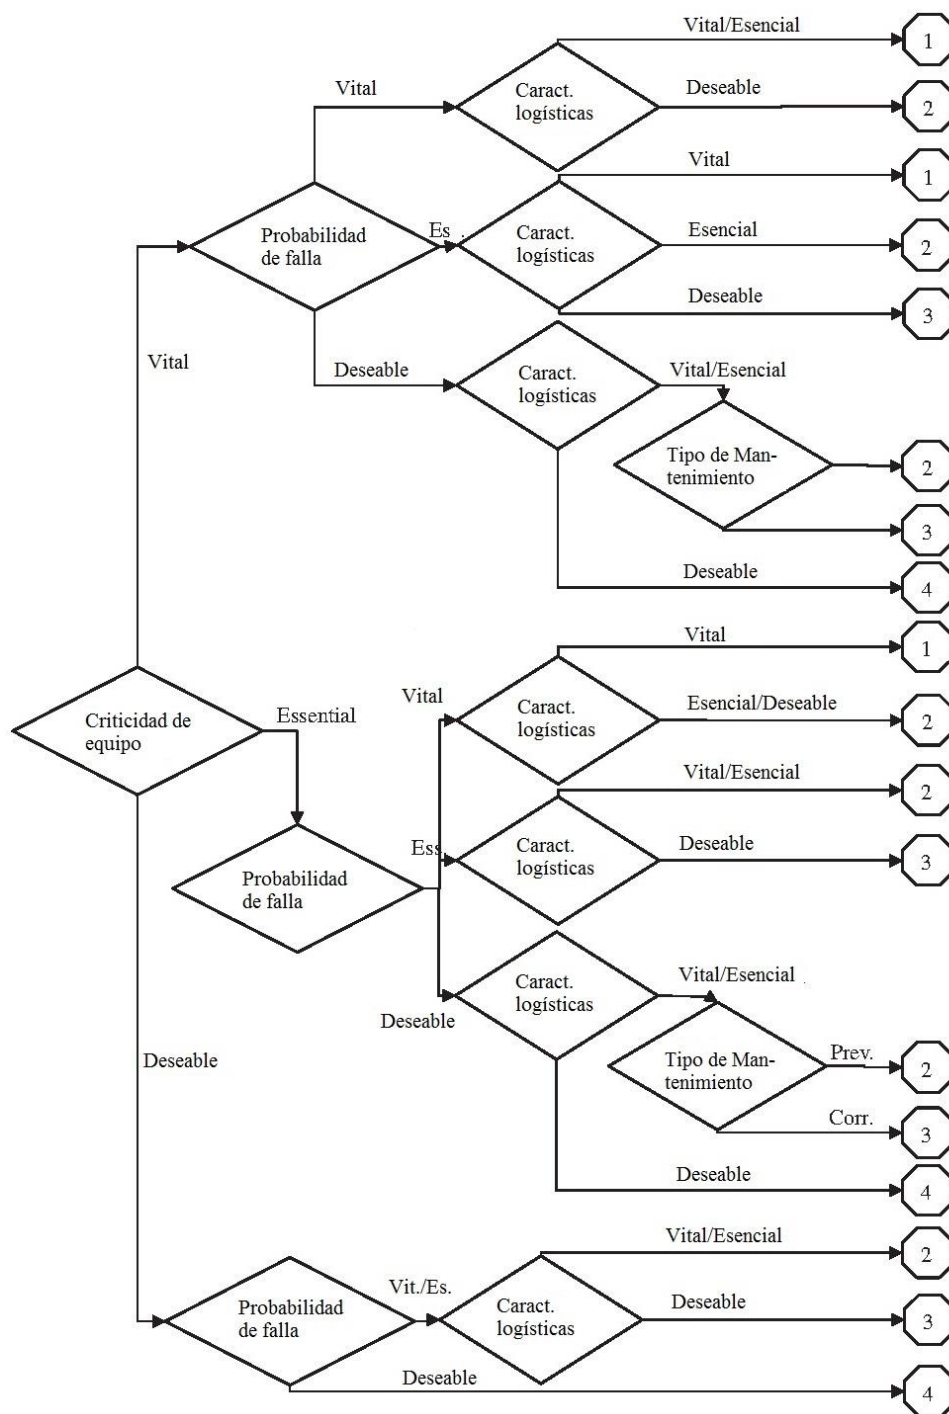 Vital/Esencial
1
Caract.
logísticas
Vital
Deseable
2
Vital
1
Probabilidad
de falla
Es .
Caract.
logísticas
Esencial
2
Deseable
3
Vital
Deseable
Caract.
logísticas
Vital/Esencial
Tipo de Man-
tenimiento
2
3
Deseable
4
Vital
1
Criticidad de
equipo
Essential
Vital
Caract.
logísticas
Esencial/Deseable
2
Vital/Esencial
2
Ess.
Caract.
logísticas
Deseable
3
Probabilidad
de falla
Deseable
Caract.
logísticas
Vital/Esencial
Deseable
Tipo de Man-
tenimiento
Prev.
2
Corr.
3
Deseable
4
Vital/Esencial
2
Probabilidad
de falla
Vit./Es.
Caract.
logísticas
Deseable
3
Deseable
4